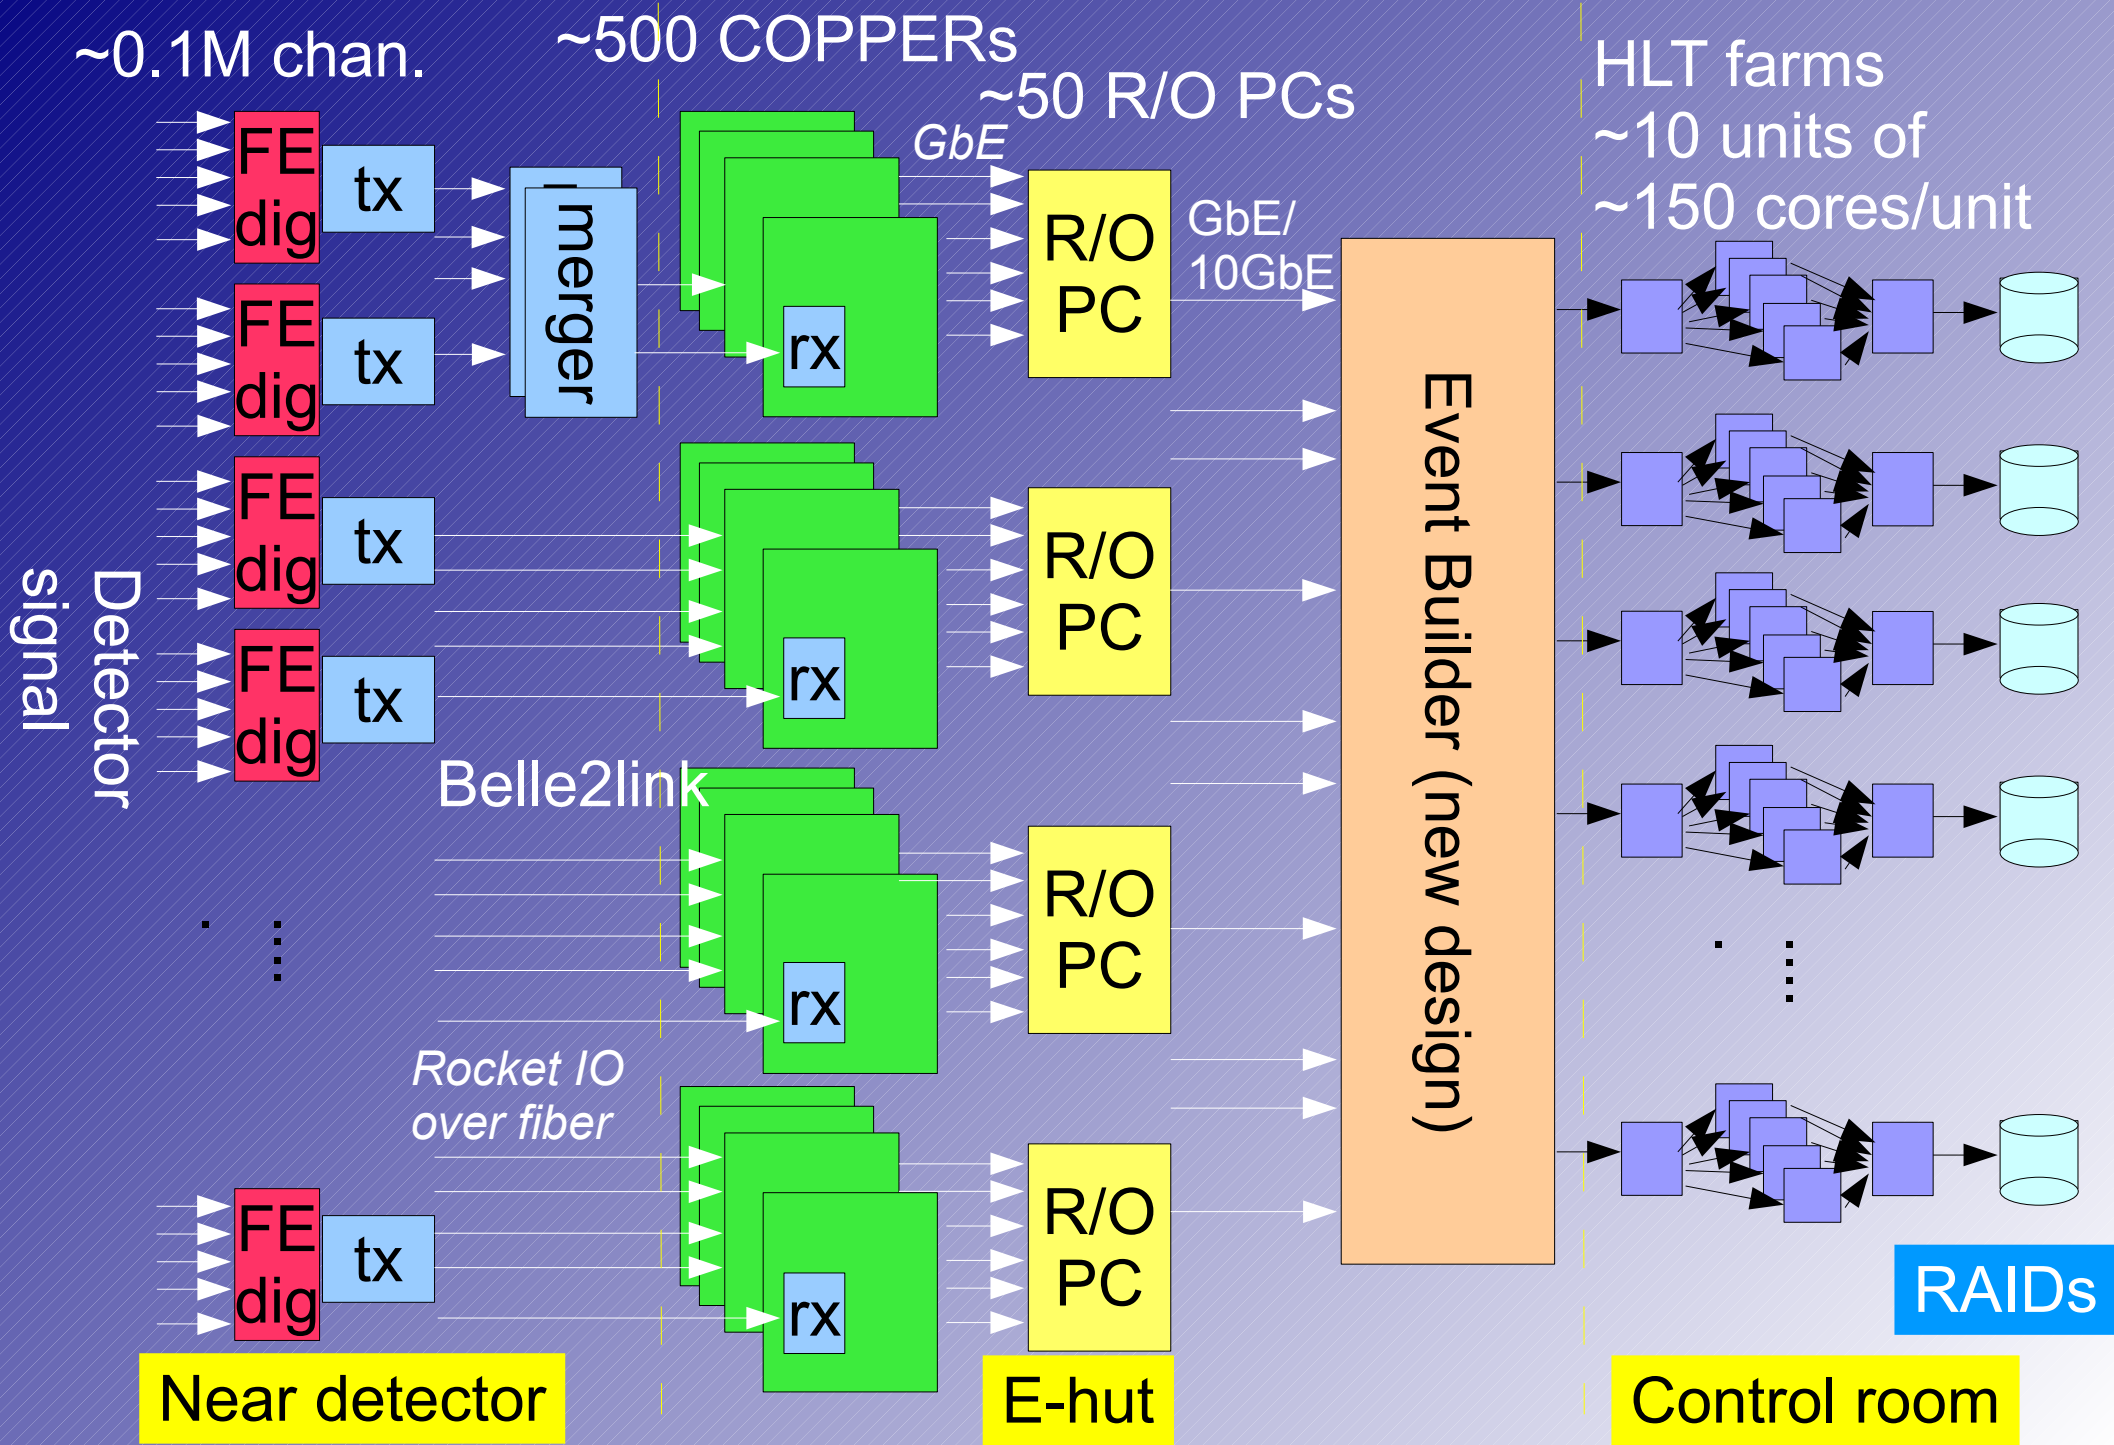 ~0.1M chan.
~500 COPPERs
~50 R/O PCs
HLT farms
~10 units of
~150 cores/unit
GbE
GbE/
10GbE
Detector
signal
FE
dig
tx
FE
dig
tx
FE
dig
tx
FE
dig
tx
FE
dig
tx
merger
rx
rx
rx
rx
R/O
PC
R/O
PC
R/O
PC
R/O
PC
Belle2link
Rocket IO
over fiber
Event Builder (new design)
RAIDs
Near detector
E-hut
Control room